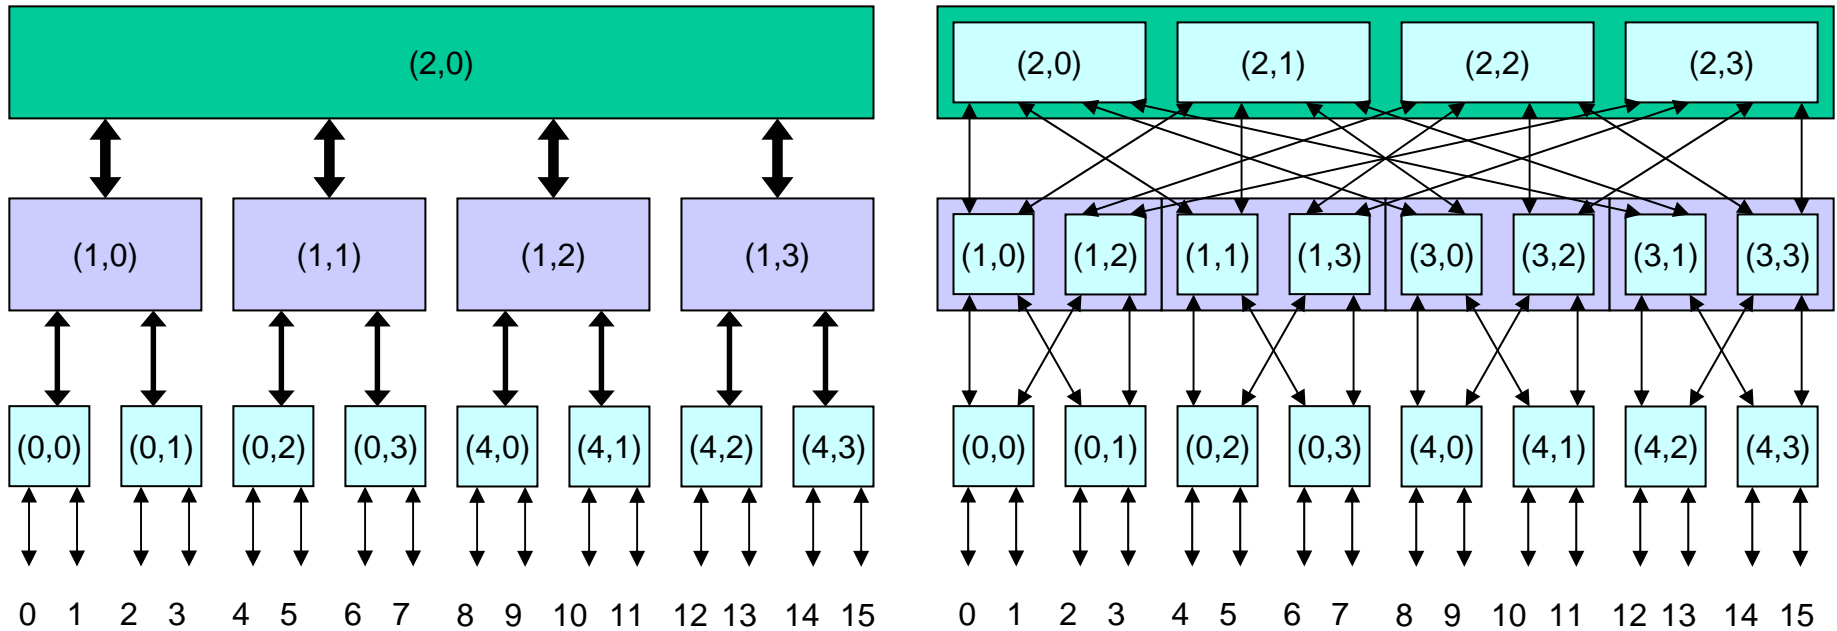 (2,0)
(1,0) (1,1) (1,2) (1,3)
(0,0) (0,1) (0,2) (0,3) (4,0) (4,1) (4,2) (4,3)
0 1 2 3 4 5 6 7 8 9 10 11 12 13 14 15
(2,0) (2,1) (2,2) (2,3)
(1,0) (1,2) (1,1) (1,3) (3,0) (3,2) (3,1) (3,3)
(0,0) (0,1) (0,2) (0,3) (4,0) (4,1) (4,2) (4,3)
0 1 2 3 4 5 6 7 8 9 10 11 12 13 14 15